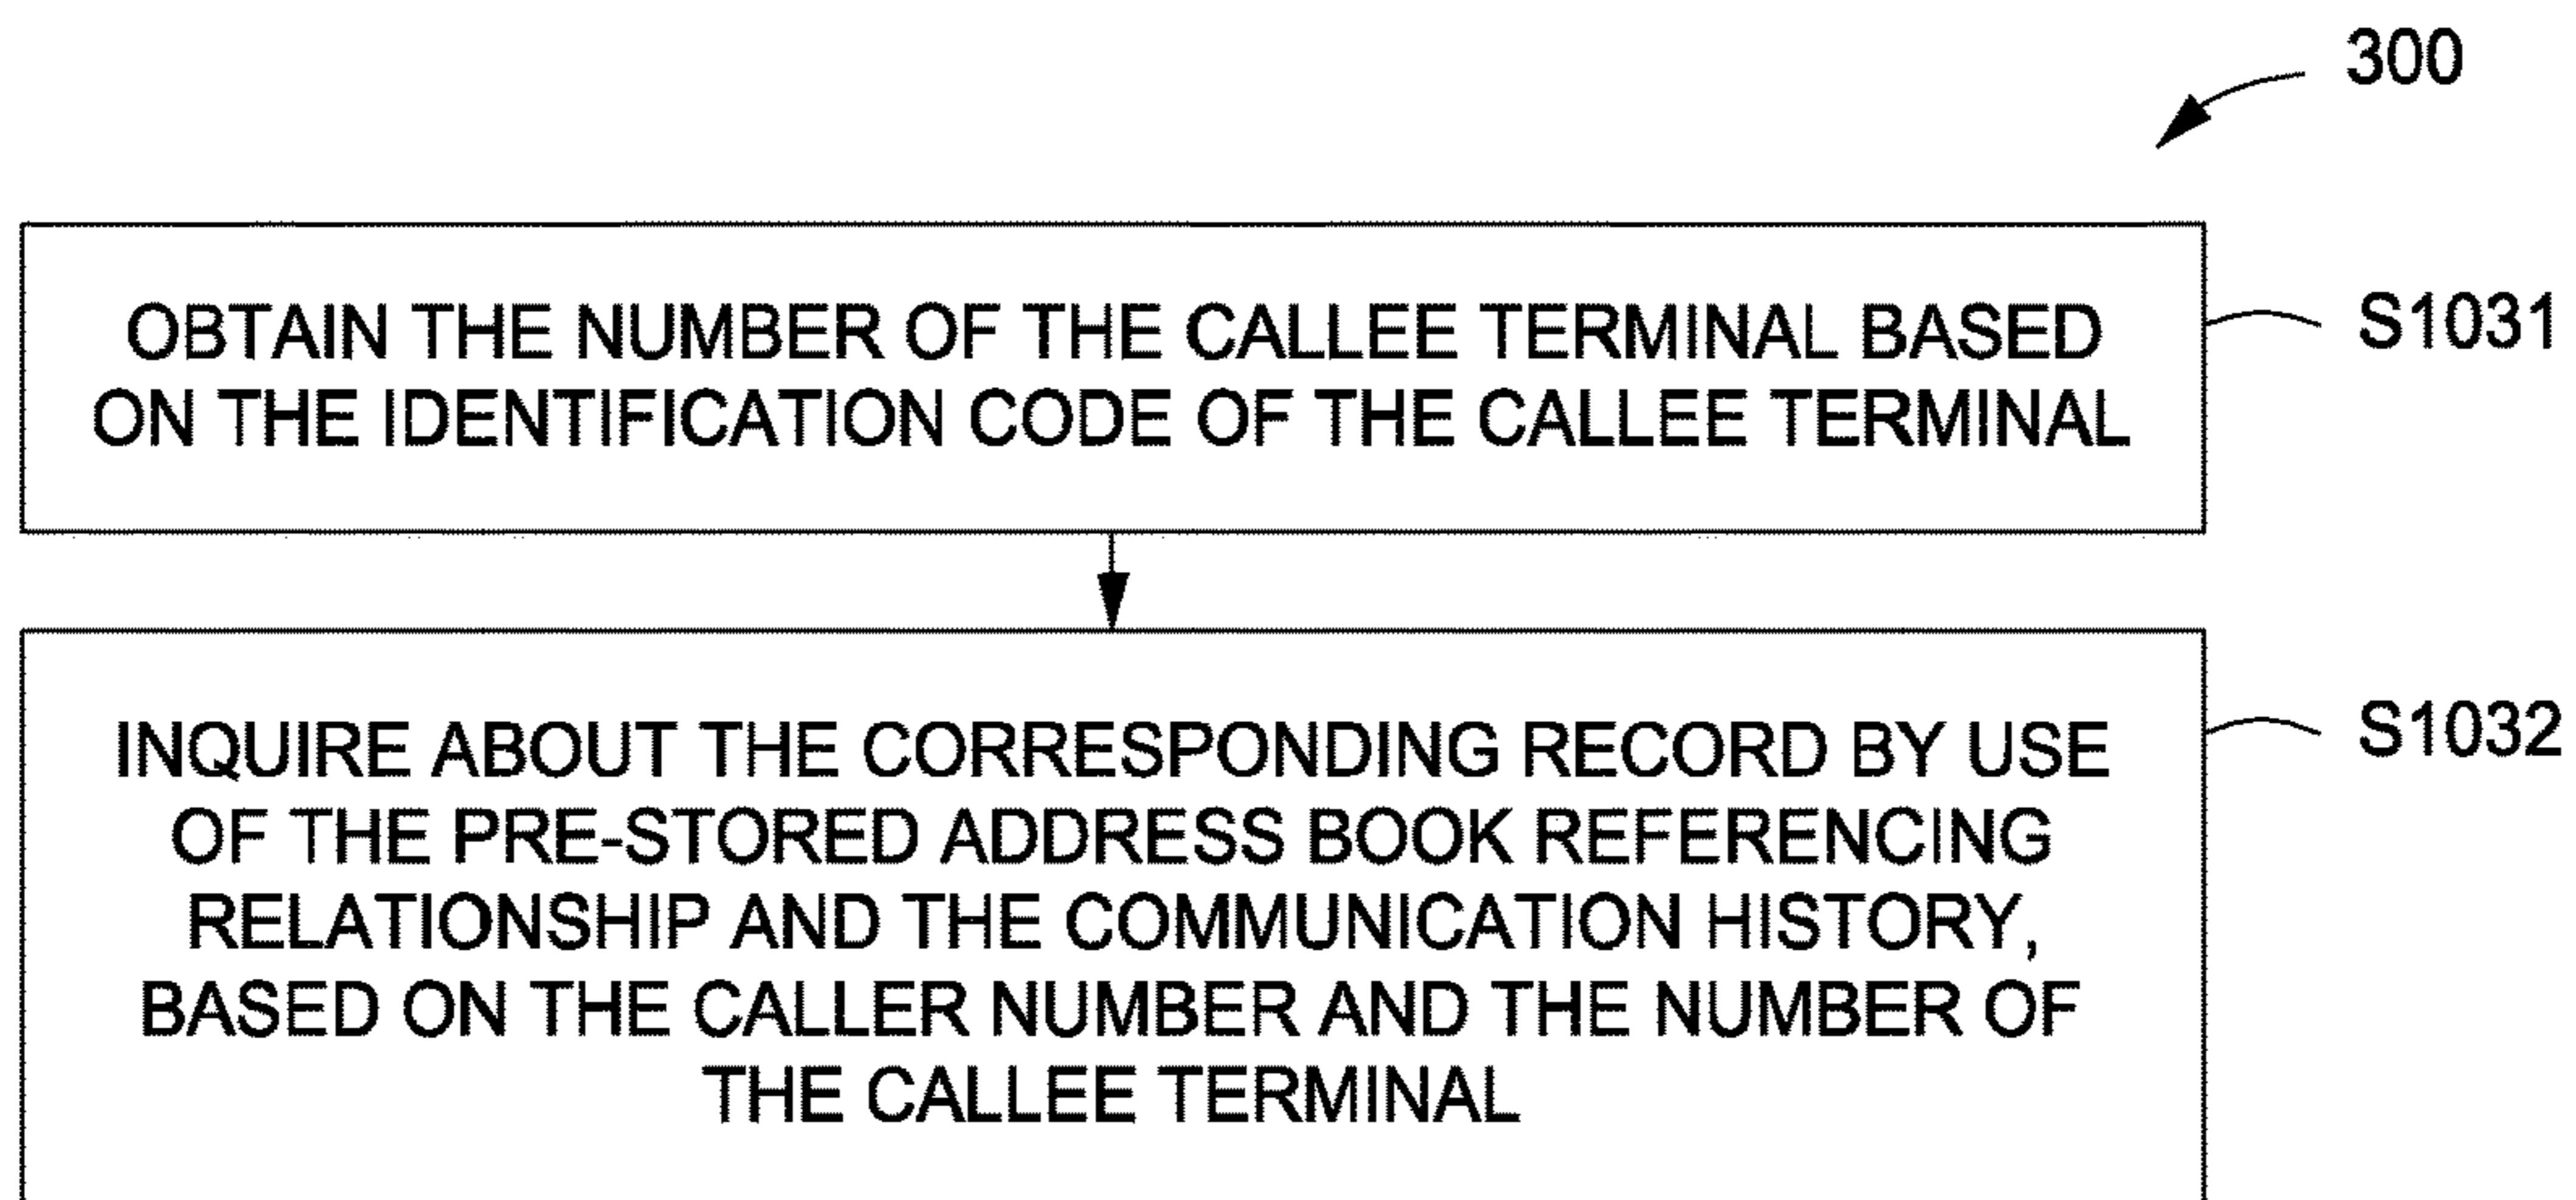 300
OBTAIN THE NUMBER OF THE CALLEE TERMINAL BASED
ON THE IDENTIFICATION CODE OF THE CALLEE TERMINAL
S1031
INQUIRE ABOUT THE CORRESPONDING RECORD BY USE
OF THE PRE-STORED ADDRESS BOOK REFERENCING
RELATIONSHIP AND THE COMMUNICATION HISTORY,
BASED ON THE CALLER NUMBER AND THE NUMBER OF
THE CALLEE TERMINAL
S1032